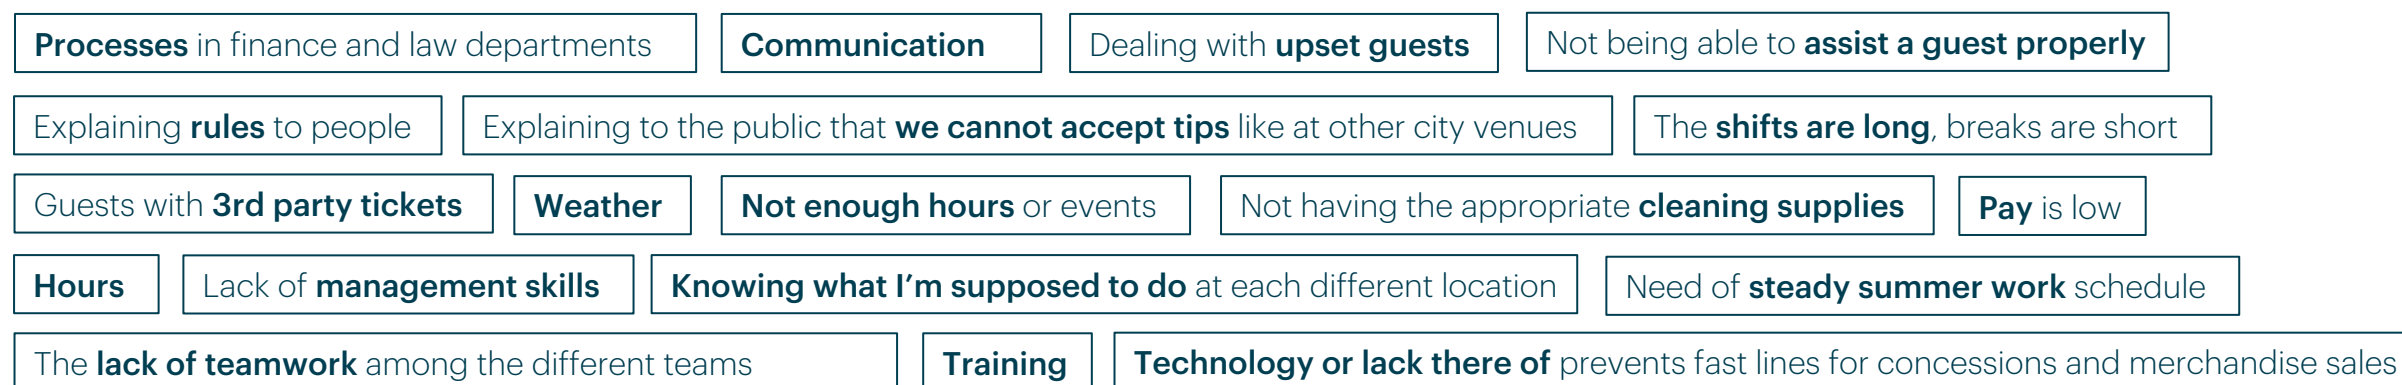 Processes in finance and law departments
Communication
Dealing with upset guests
Not being able to assist a guest properly
Explaining rules to people
Explaining to the public that we cannot accept tips like at other city venues
The shifts are long, breaks are short
Guests with 3rd party tickets
Weather
Not enough hours or events
Not having the appropriate cleaning supplies
Pay is low
Hours
Lack of management skills
Knowing what I'm supposed to do at each different location
Need of steady summer work schedule
The lack of teamwork among the different teams
Training
Technology or lack there of prevents fast lines for concessions and merchandise sales